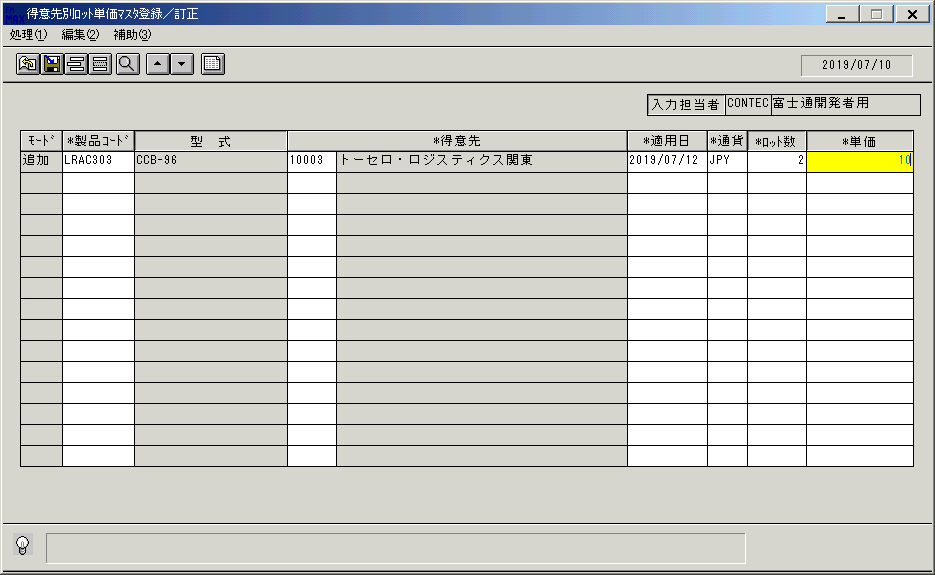 得意先別ﾛｯﾄ単価ﾏｽﾀ登録／訂正
処理(1) 編集(2) 補助(3)
2019/07/10
入力担当者 CONTEC 富士通開発者用
ﾓｰﾄﾞ *製品ｺｰﾄﾞ 型 式 *得意先 *適用日 *通貨 *ﾛｯﾄ数 *単価
追加 LRAC303 CCB-96 10003 トーセロ・ロジスティクス関東 2019/07/12 JPY 2 10